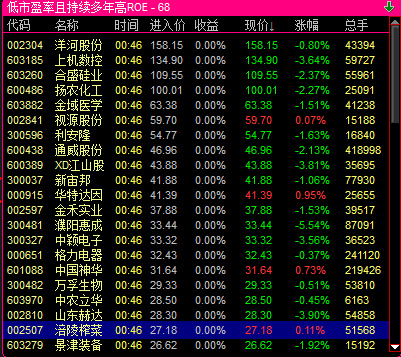 低市盈率且持续多年高ROE - 68
代码 名称 时间 进入价 收益 现价↓ 涨幅 总手
002304 洋河股份 00:46 158.15 0.00% 158.15 -0.80% 43394
603185 上机数控 00:46 134.90 0.00% 134.90 -3.64% 59727
603260 合盛硅业 00:46 109.55 0.00% 109.55 -2.37% 55961
600486 扬农化工 00:46 100.01 0.00% 100.01 -2.27% 25091
603882 金域医学 00:46 63.38 0.00% 63.38 -1.51% 41238
002841 视源股份 00:46 59.70 0.00% 59.70 0.07% 15188
300596 利安隆 00:46 54.77 0.00% 54.77 -1.63% 16840
600438 通威股份 00:46 46.96 0.00% 46.96 -2.13% 418998
600389 XD江山股 00:46 43.88 0.00% 43.88 -3.81% 35695
300037 新宙邦 00:46 41.88 0.00% 41.88 -1.06% 77930
000915 华特达因 00:46 41.39 0.00% 41.39 0.95% 25655
002597 金禾实业 00:46 37.88 0.00% 37.88 -1.53% 39517
300481 濮阳惠成 00:46 33.44 0.00% 33.44 -5.54% 87091
300327 中颖电子 00:46 33.32 0.00% 33.32 -3.56% 36523
000651 格力电器 00:46 32.43 0.00% 32.43 -0.37% 241120
601088 中国神华 00:46 31.64 0.00% 31.64 0.73% 219426
300482 万孚生物 00:46 29.33 0.00% 29.33 -0.51% 53810
603970 中农立华 00:46 28.50 0.00% 28.50 -0.45% 6163
002810 山东赫达 00:46 28.30 0.00% 28.30 -3.90% 54858
002507 涪陵榨菜 00:46 27.18 0.00% 27.18 0.11% 51568
603279 景津装备 00:46 26.62 0.00% 26.62 -1.92% 15192